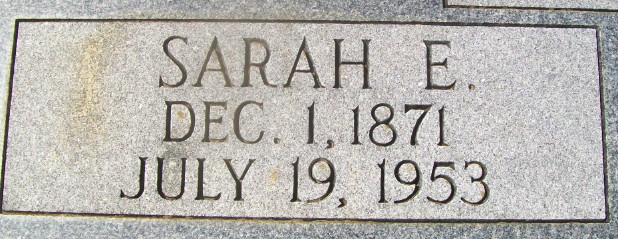 SARAH E.
DEC. 1, 1871
JULY 19, 1953